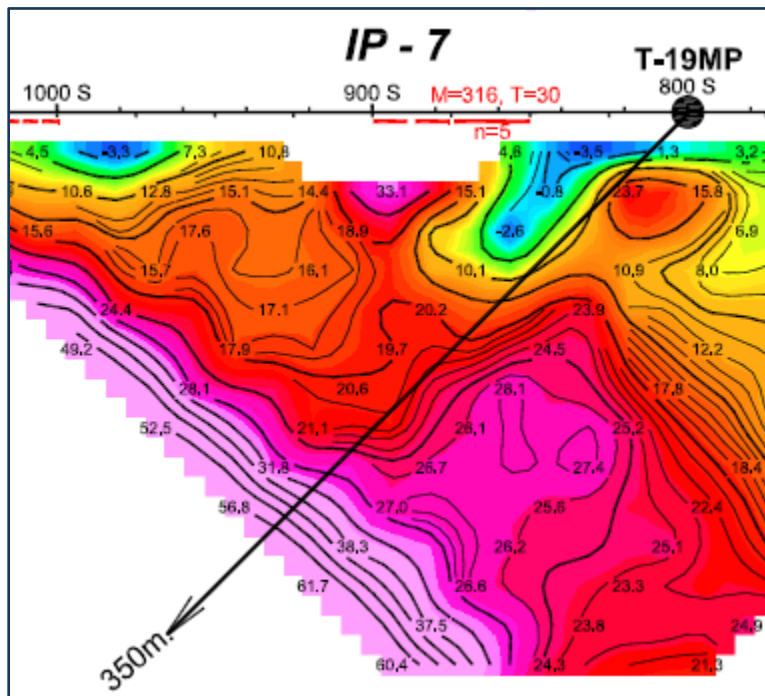 IP - 7
T-19MP
1000 S 900 S M=316, T=30 800 S
n=5
4,5 -3,3 7,3 10,8 4,6 -3,5 1,3 3,2
10,6 12,8 15,1 14,4 33,1 15,1 -0,8 23,7 15,8
15,6 17,6 18,9 -2,6 6,9
15,7 16,1 10,1 10,9 8,0
24,4 17,1 20,2 23,9
49,2 17,9 19,7 24,5 12,2
28,1 20,6 28,1 17,8
52,5 21,1 26,1 25,2
31,8 26,7 27,4 18,4
56,8 27,0 25,6 22,4
38,3 26,2 25,1
61,7 26,6 23,3
37,5 23,8 24,9
350m.
60,4 24,3 21,3